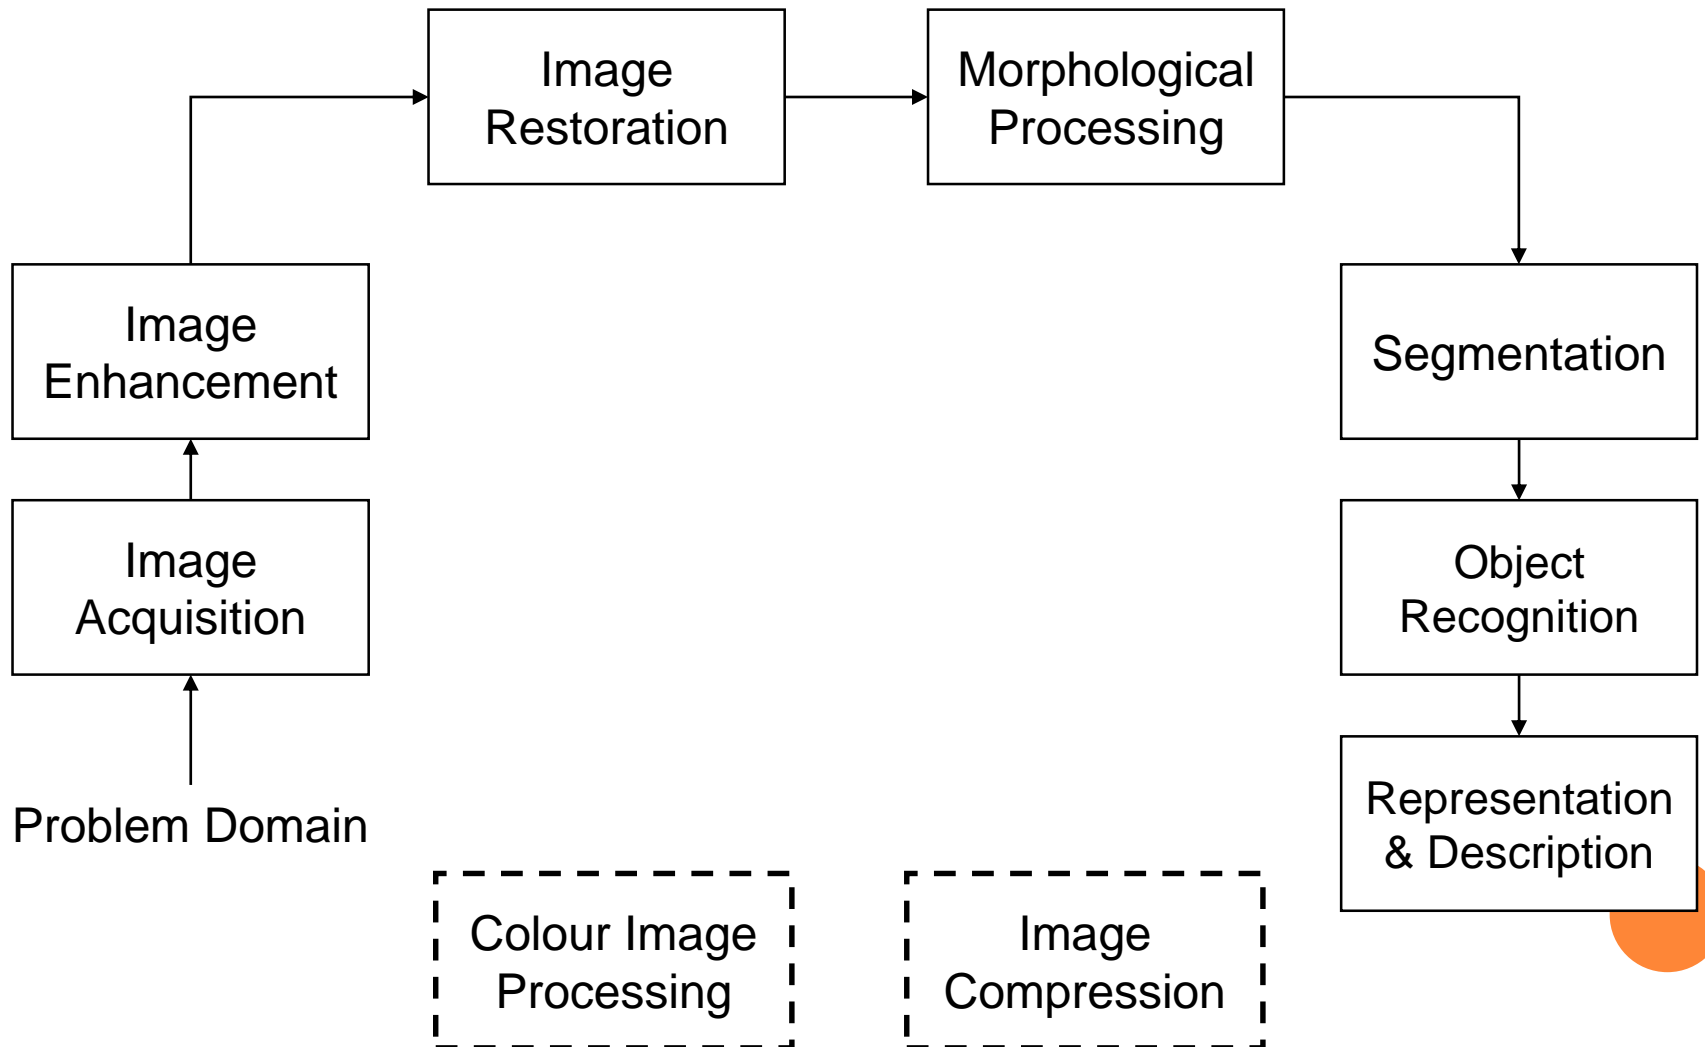 Image
Restoration
Morphological
Processing
Image
Enhancement
Segmentation
Image
Acquisition
Object
Recognition
Problem Domain
Representation
& Description
Colour Image
Processing
Image
Compression